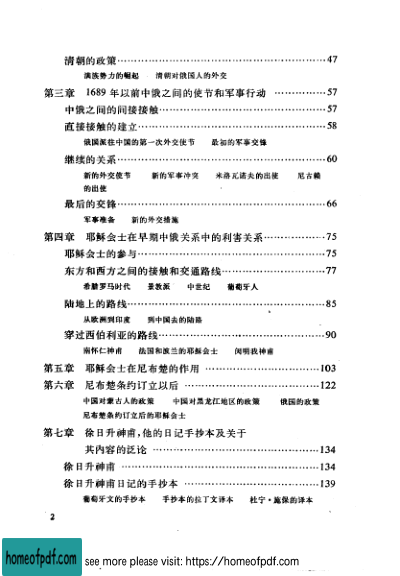 清朝的政策……47
满族势力的崛起 清朝对俄国人的外交
第三章 1689年以前中俄之间的使节和军事行动……57
中俄之间的间接接触……57
直接接触的建立……58
俄国派往中国的第一次外交使节 最初的军事交锋
继续的关系……60
新的外交使节 新的军事冲突 米洛瓦诺夫的出使 尼古赖
的出使
最后的交锋……66
军事准备 新的外交措施
第四章 耶稣会士在早期中俄关系中的利害关系……75
耶稣会士的参与……75
东方和西方之间的接触和交通路线……77
希腊罗马时代 景教派 中世纪 葡萄牙人
陆地上的路线……85
从欧洲到印度 到中国去的陆路
穿过西伯利亚的路线……90
南怀仁神甫 法国和波兰的耶稣会士 闵明我神甫
第五章 耶稣会士在尼布楚的作用……103
第六章 尼布楚条约订立以后……122
中国对蒙古人的政策 中国对黑龙江地区的政策 俄国的政策
尼布楚条约订立后的耶稣会士
第七章 徐日升神甫，他的日记手抄本及关于
其内容的泛论……134
徐日升神甫……134
徐日升神甫日记的手抄本……139
葡萄牙文的手抄本 手抄本的拉丁文译本 杜宁·施保的译本
2
homeofpdf.com
see more please visit: https://homeofpdf.com